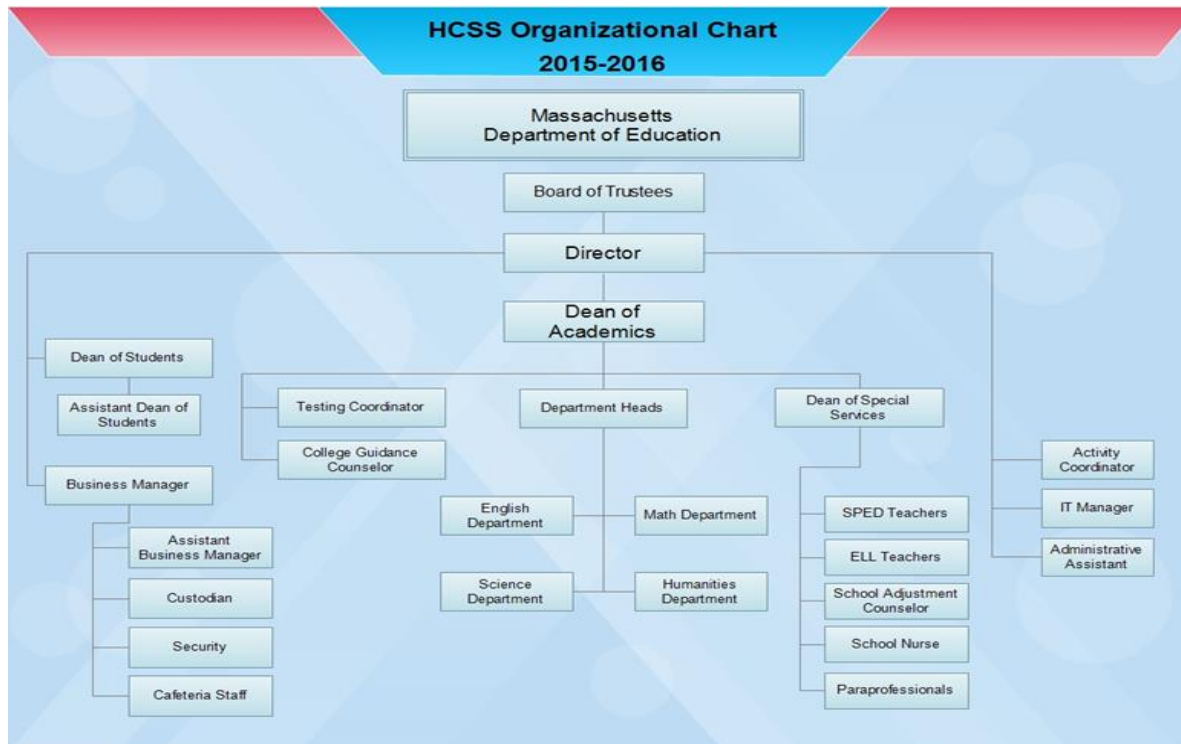 HCSS Organizational Chart
2015-2016
Massachusetts
Department of Education
Board of Trustees
Director
Dean of
Academics
Dean of Students
Assistant Dean of
Students
Business Manager
Assistant
Business Manager
Custodian
Security
Cafeteria Staff
Testing Coordinator
College Guidance
Counselor
Department Heads
English
Department
Math Department
Science
Department
Humanities
Department
Dean of Special
Services
SPED Teachers
ELL Teachers
School Adjustment
Counselor
School Nurse
Paraprofessionals
Activity
Coordinator
IT Manager
Administrative
Assistant